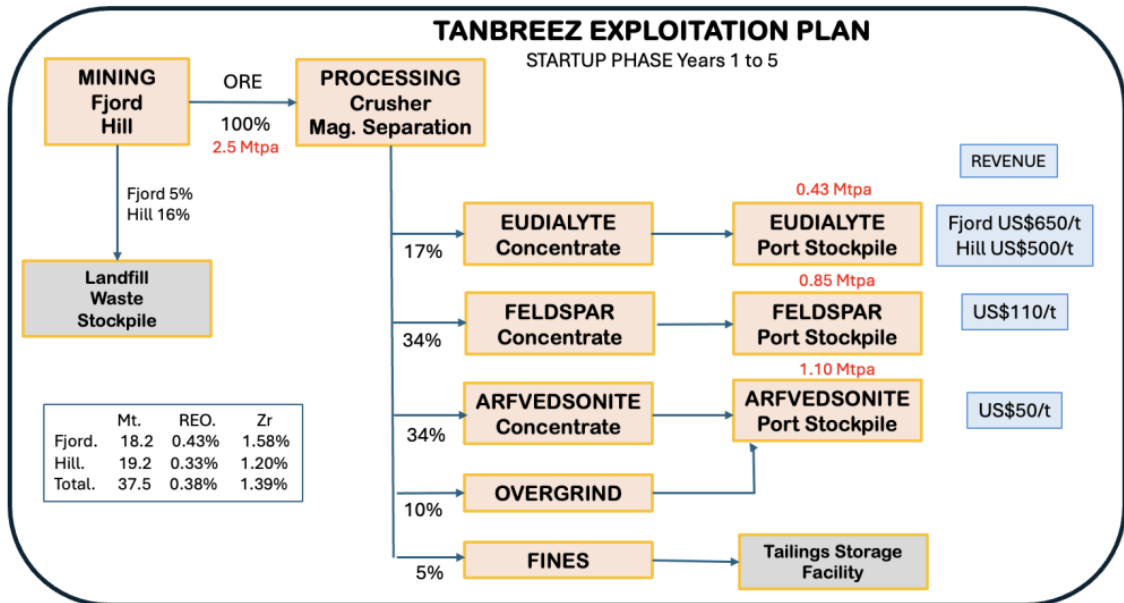 TANBREEZ EXPLOITATION PLAN
STARTUP PHASE Years 1 to 5
MINING
Fjord
Hill
ORE
100%
2.5 Mtpa
PROCESSING
Crusher
Mag. Separation
Fjord 5%
Hill 16%
Landfill
Waste
Stockpile
REVENUE
17%
EUDIALYTE
Concentrate
0.43 Mtpa
EUDIALYTE
Port Stockpile
Fjord US$650/t
Hill US$500/t
34%
FELDSPAR
Concentrate
0.85 Mtpa
FELDSPAR
Port Stockpile
US$110/t
34%
ARFVEDSONITE
Concentrate
1.10 Mtpa
ARFVEDSONITE
Port Stockpile
US$50/t
10%
OVERGRIND
5%
FINES
Tailings Storage
Facility
Mt. REO. Zr
Fjord. 18.2 0.43% 1.58%
Hill. 19.2 0.33% 1.20%
Total. 37.5 0.38% 1.39%